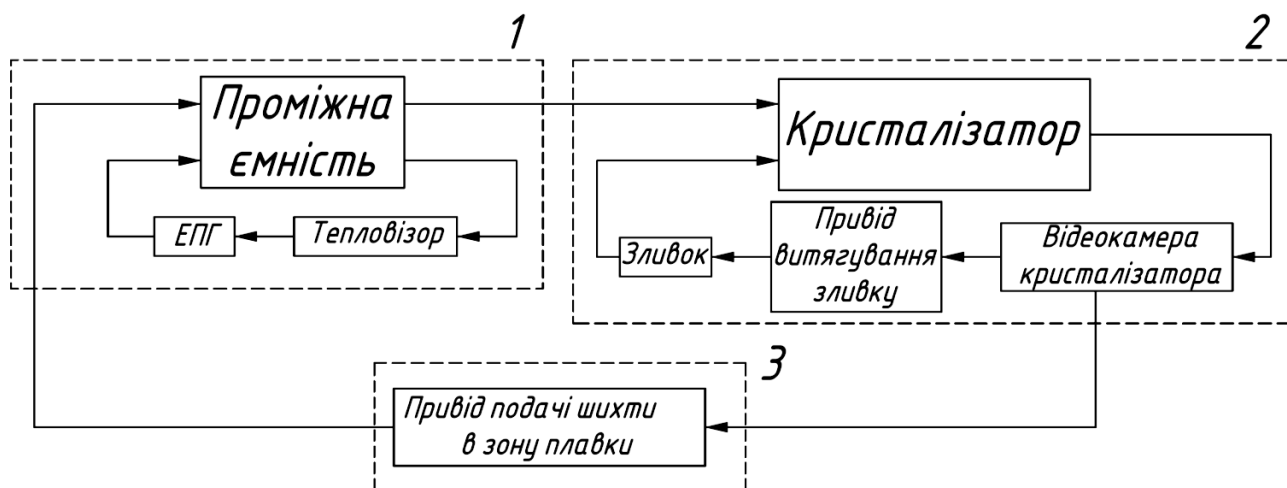 1
2
Проміжна
ємність
Кристалізатор
ЕПГ
Тепловізор
Зливок
Привід
витягування
зливку
Відеокамера
кристалізатора
3
Привід подачі шихти
в зону плавки